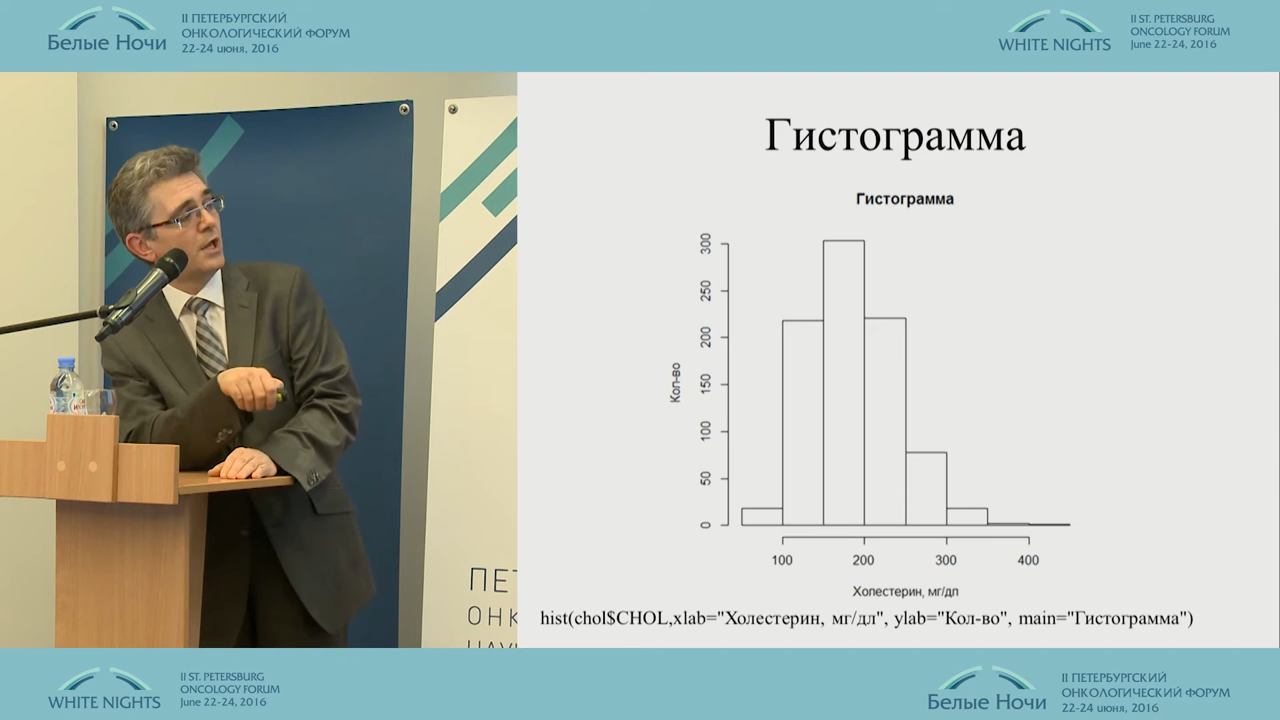 II ПЕТЕРБУРГСКИЙ
ОНКОЛОГИЧЕСКИЙ ФОРУМ
22-24 июня, 2016
Белые Ночи
II ST. PETERSBURG
ONCOLOGY FORUM
June 22-24, 2016
WHITE NIGHTS
Гистограмма
Гистограмма
Кол-во
0
50
100
150
200
250
300
100
200
300
400
Холестерин, мг/дл
hist(chol$CHOL,xlab="Холестерин, мг/дл", ylab="Кол-во", main="Гистограмма")
ПЕТ
ОНК
НАУ
II ST. PETERSBURG
ONCOLOGY FORUM
June 22-24, 2016
WHITE NIGHTS
II ПЕТЕРБУРГСКИЙ
ОНКОЛОГИЧЕСКИЙ ФОРУМ
22-24 июня, 2016
Белые Ночи